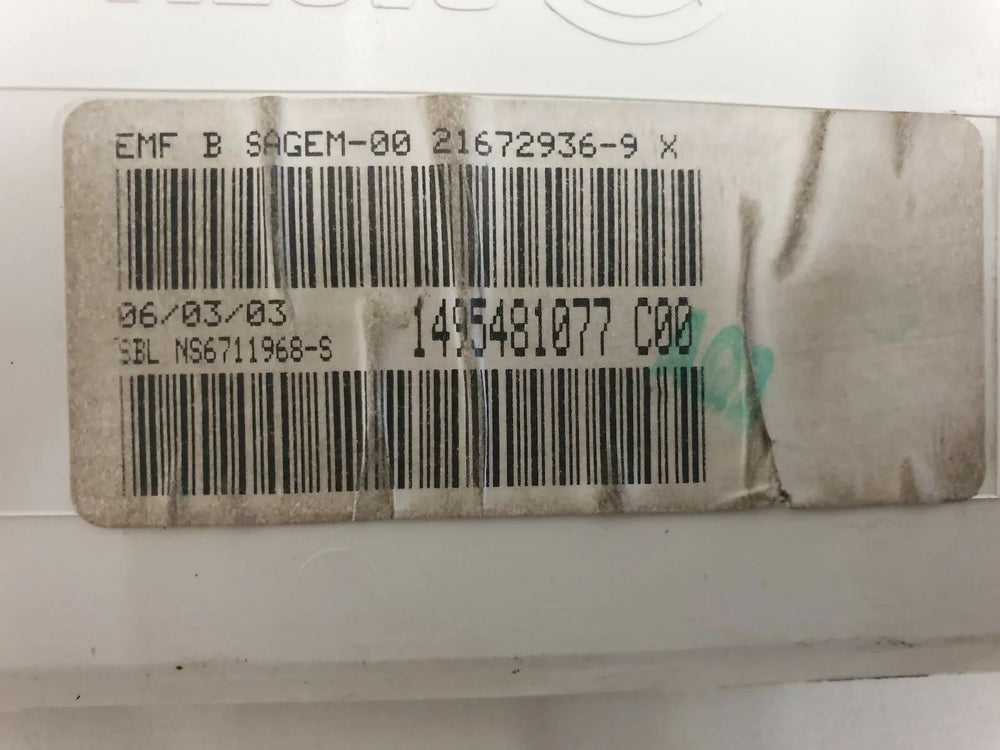 EMF B SAGEM-00 21672936-9 X
06/03/03
1495481077 C00
SBL NS6711968-S